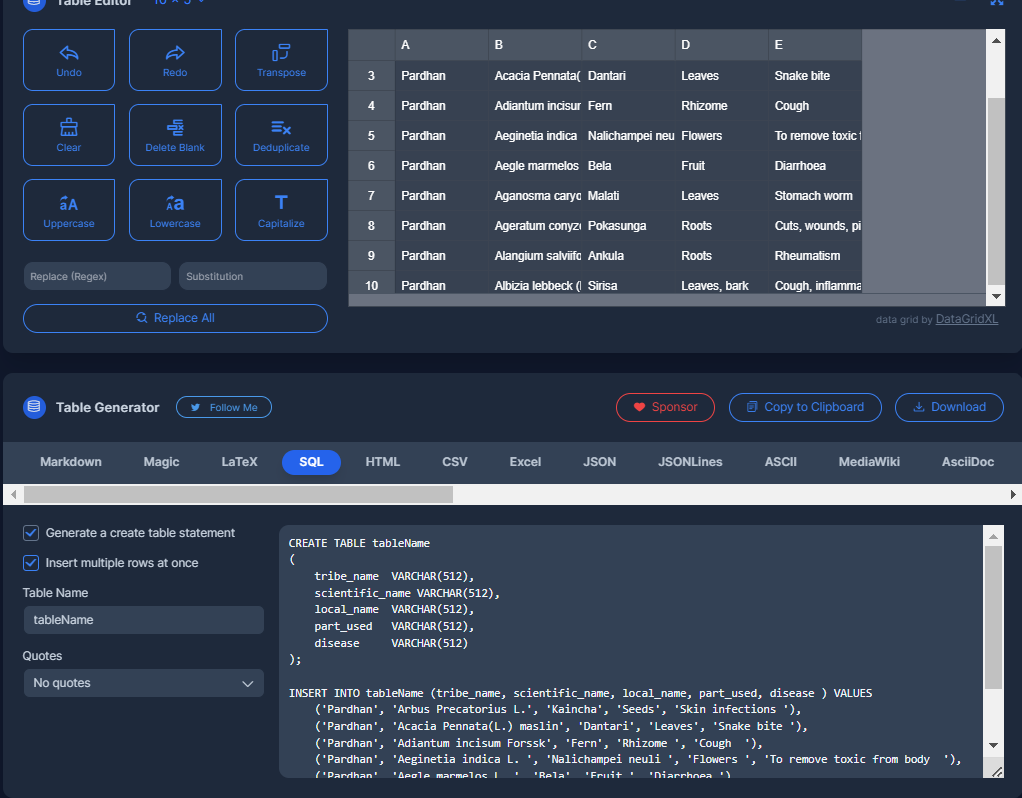 Table Editor
Undo
Redo
Transpose
Clear
Delete Blank
Deduplicate
Uppercase
Lowercase
Capitalize
Replace (Regex)
Substitution
Replace All
A B C D E
3 Pardhan Acacia Pennata( Dantari Leaves Snake bite
4 Pardhan Adiantum incisur Fern Rhizome Cough
5 Pardhan Aeginetia indica Nalichampei neu Flowers To remove toxic f
6 Pardhan Aegle marmelos Bela Fruit Diarrhoea
7 Pardhan Aganosma caryo Malati Leaves Stomach worm
8 Pardhan Ageratum conyzo Pokasunga Roots Cuts, wounds, pi
9 Pardhan Alangium salviifo Ankula Roots Rheumatism
10 Pardhan Albizia lebbeck ( Sirisa Leaves, bark Cough, inflamma
data grid by DataGridXL
Table Generator
Follow Me
Sponsor
Copy to Clipboard
Download
Markdown Magic LaTeX SQL HTML CSV Excel JSON JSONLines ASCII MediaWiki AsciiDoc
Generate a create table statement
Insert multiple rows at once
Table Name
tableName
Quotes
No quotes
CREATE TABLE tableName
(
tribe_name VARCHAR(512),
scientific_name VARCHAR(512),
local_name VARCHAR(512),
part_used VARCHAR(512),
disease VARCHAR(512)
);
INSERT INTO tableName (tribe_name, scientific_name, local_name, part_used, disease ) VALUES
('Pardhan', 'Arbus Precatorius L.', 'Kaincha', 'Seeds', 'Skin infections '),
('Pardhan', 'Acacia Pennata(L.) maslin', 'Dantari', 'Leaves', 'Snake bite '),
('Pardhan', 'Adiantum incisum Forssk', 'Fern', 'Rhizome ', 'Cough  '),
('Pardhan', 'Aeginetia indica L. ', 'Nalichampei neuli ', 'Flowers ', 'To remove toxic from body  '),
('Pardhan', 'Aegle marmelos L. ', 'Bela', 'Fruit ', 'Diarrhoea ')